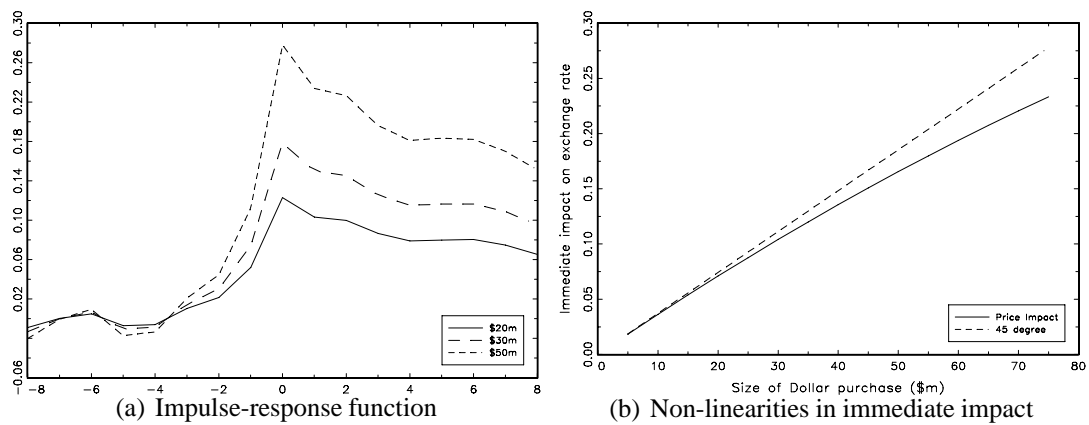 0.30
0.26
0.22
0.18
0.14
0.10
0.06
0.02
-0.06
-8 -6 -4 -2 0 2 4 6 8
$20m
$30m
$50m
(a) Impulse-response function
Immediate impact on exchange rate
0.30
0.25
0.20
0.15
0.10
0.05
0.00
0 10 20 30 40 50 60 70 80
Price Impact
45 degree
Size of Dollar purchase ($m)
(b) Non-linearities in immediate impact